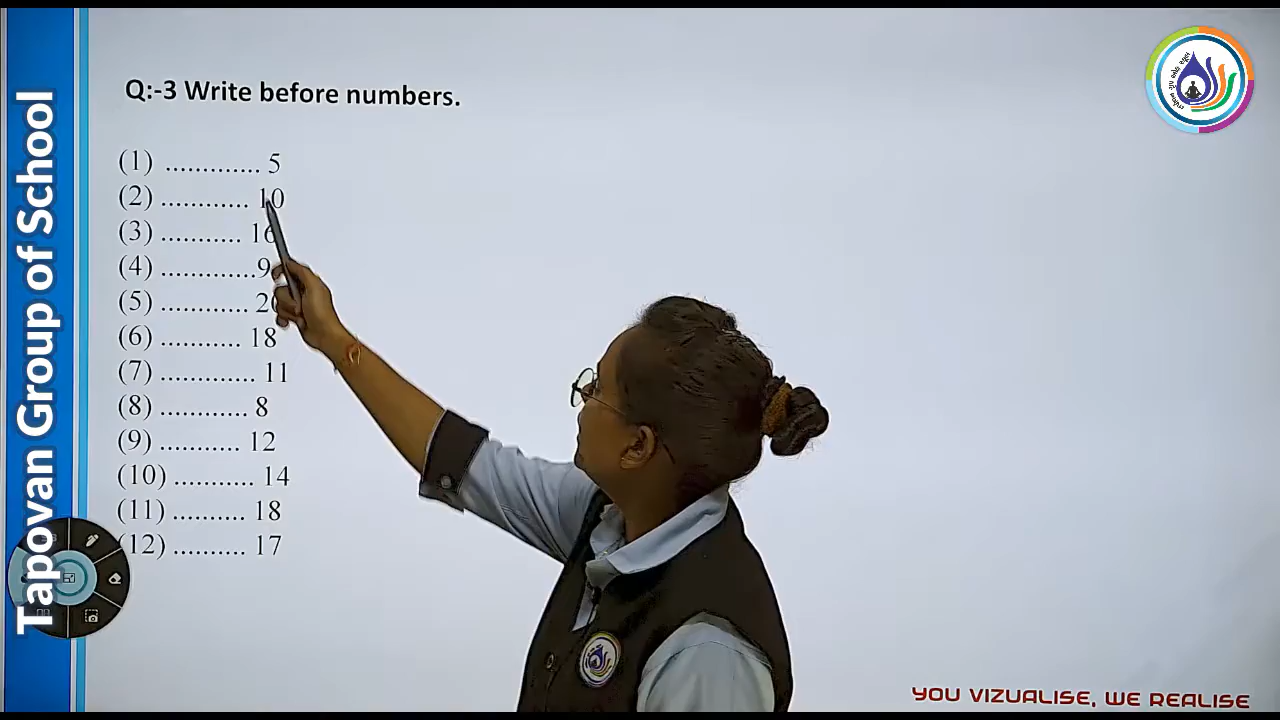 Tapovan Group of School
Q:-3 Write before numbers.
(1) ............. 5
(2) ............ 10
(3) ........... 16
(4) .............9
(5) ............ 20
(6) ........... 18
(7) ............. 11
(8) ............ 8
(9) ........... 12
(10) ........... 14
(11) .......... 18
(12) .......... 17
YOU VIZUALISE, WE REALISE